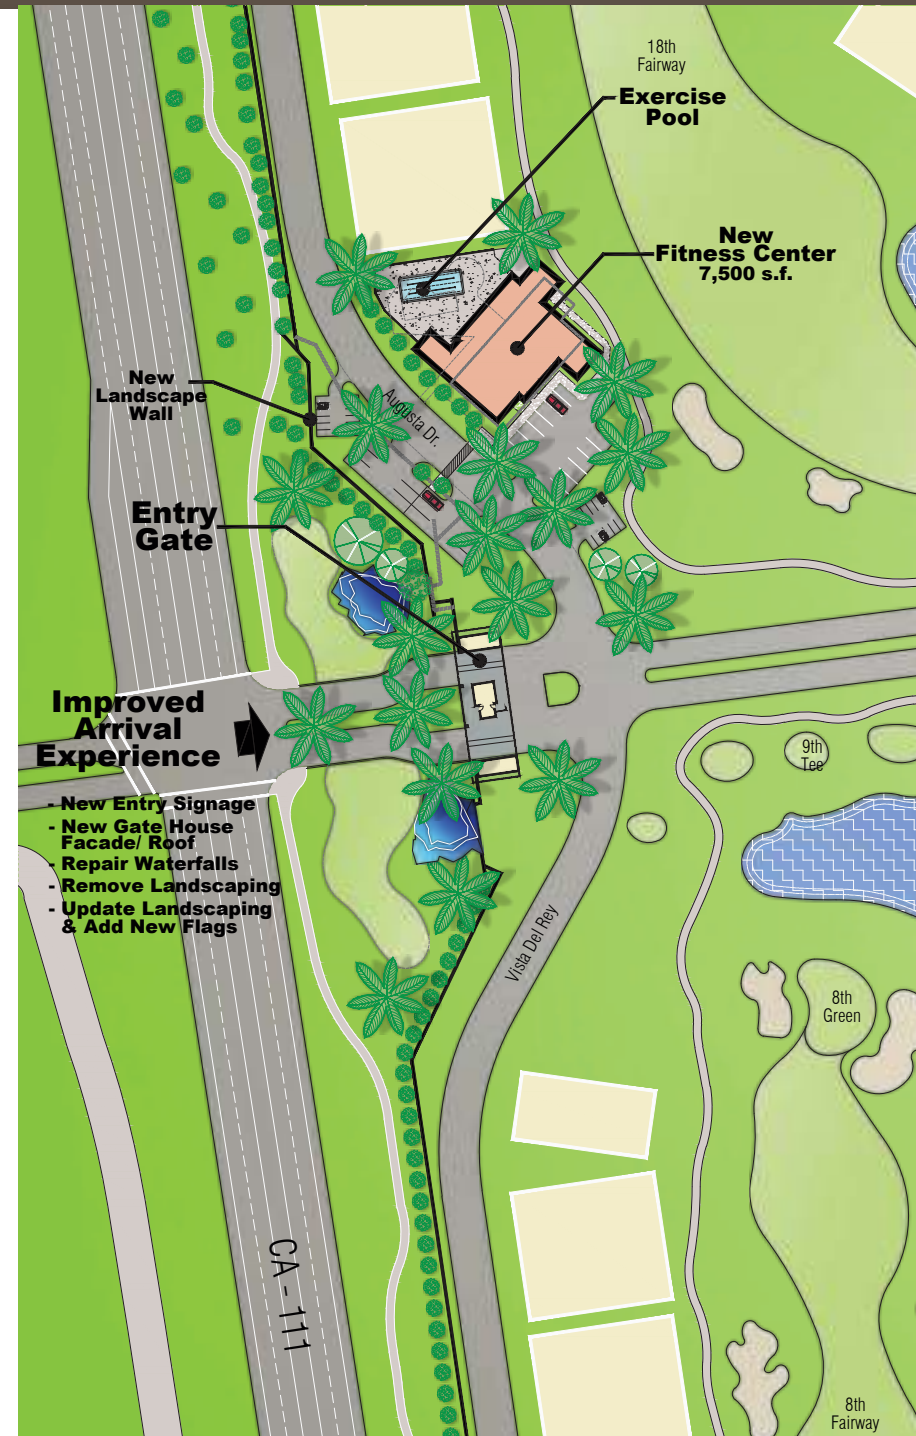 18th
Fairway
Exercise
Pool
New
Fitness Center
7,500 s.f.
New
Landscape
Wall
Augusta Dr.
Entry
Gate
Improved
Arrival
Experience
- New Entry Signage
- New Gate House
Facade/ Roof
- Repair Waterfalls
- Remove Landscaping
- Update Landscaping
& Add New Flags
9th
Tee
Vista Del Rey
8th
Green
CA - 111
8th
Fairway